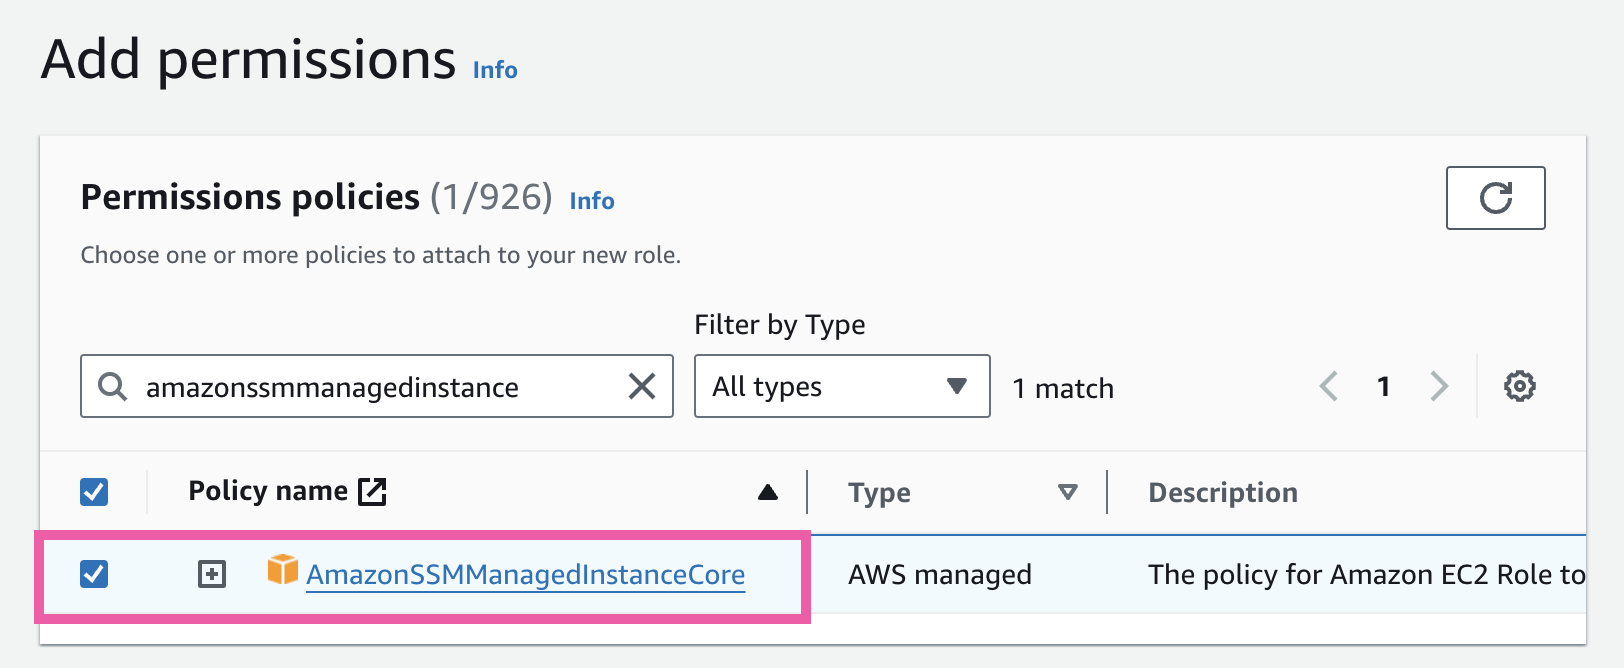 Add permissions Info
Permissions policies (1/926) Info
Choose one or more policies to attach to your new role.
Filter by Type
amazonssmmanagedinstance All types 1 match 1
Policy name Type Description
AmazonSSMManagedInstanceCore AWS managed The policy for Amazon EC2 Role to